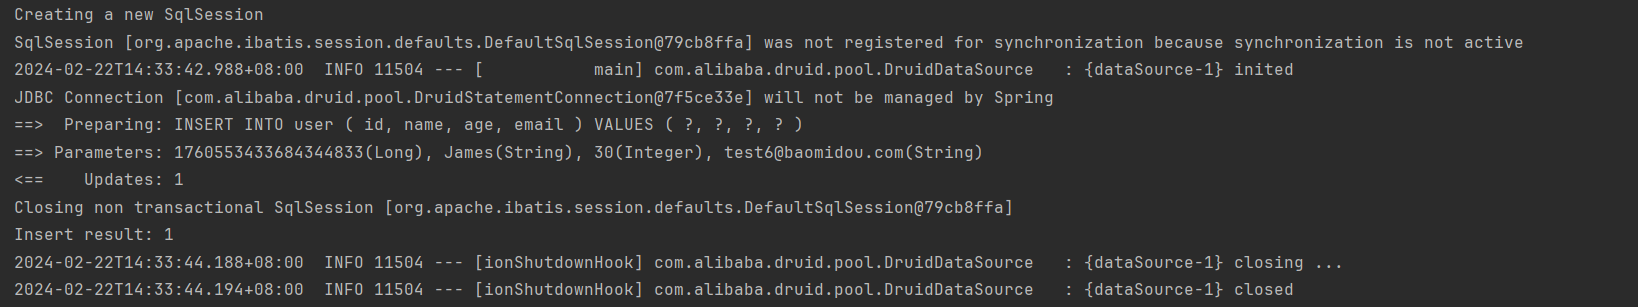 Creating a new SqlSession
SqlSession [org.apache.ibatis.session.defaults.DefaultSqlSession@79cb8ffa] was not registered for synchronization because synchronization is not active
2024-02-22T14:33:42.988+08:00  INFO 11504 --- [           main] com.alibaba.druid.pool.DruidDataSource   : {dataSource-1} inited
JDBC Connection [com.alibaba.druid.pool.DruidStatementConnection@7f5ce33e] will not be managed by Spring
==>  Preparing: INSERT INTO user ( id, name, age, email ) VALUES ( ?, ?, ?, ? )
==> Parameters: 1760553433684344833(Long), James(String), 30(Integer), test6@baomidou.com(String)
<==    Updates: 1
Closing non transactional SqlSession [org.apache.ibatis.session.defaults.DefaultSqlSession@79cb8ffa]
Insert result: 1
2024-02-22T14:33:44.188+08:00  INFO 11504 --- [ionShutdownHook] com.alibaba.druid.pool.DruidDataSource   : {dataSource-1} closing ...
2024-02-22T14:33:44.194+08:00  INFO 11504 --- [ionShutdownHook] com.alibaba.druid.pool.DruidDataSource   : {dataSource-1} closed